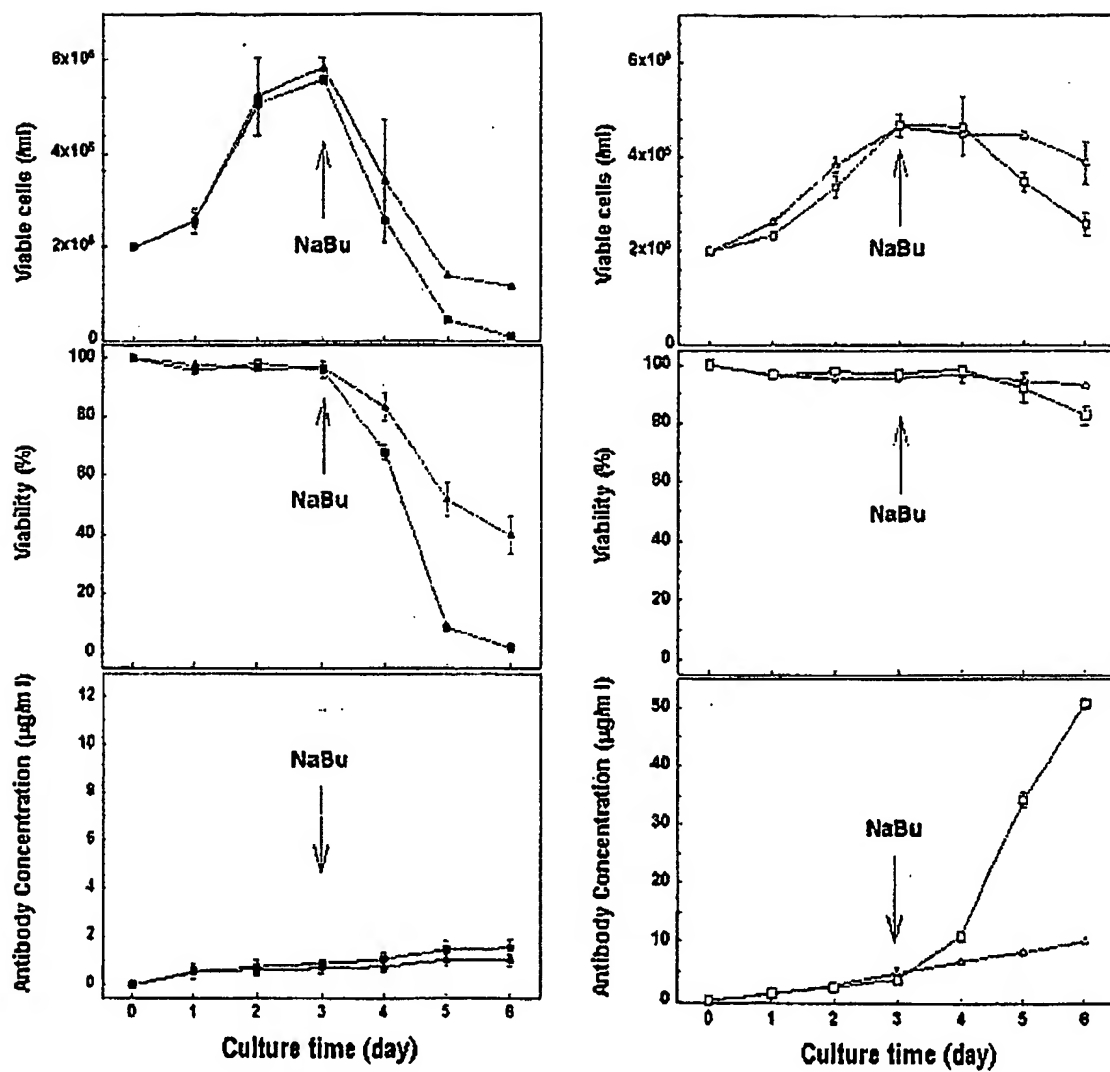 Viable cells (/ml)
6x10⁵
4x10⁵
2x10⁵
0
NaBu
Viability (%)
100
80
60
40
20
0
NaBu
Antibody Concentration (µg/ml)
12
10
8
6
4
2
0
NaBu
0 1 2 3 4 5 6
Culture time (day)
Viable cells (/ml)
6x10⁵
4x10⁵
2x10⁵
0
NaBu
Viability (%)
100
80
60
40
20
0
NaBu
Antibody Concentration (µg/ml)
50
40
30
20
10
0
NaBu
0 1 2 3 4 5 6
Culture time (day)